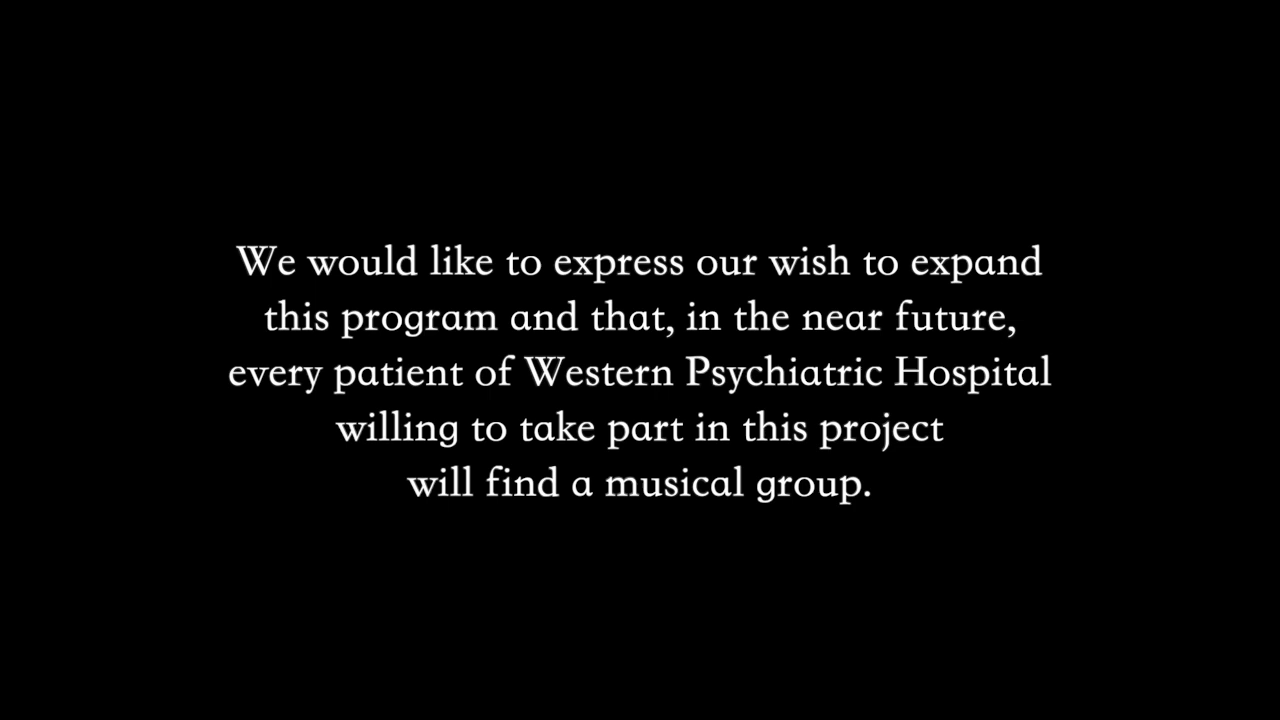 We would like to express our wish to expand
this program and that, in the near future,
every patient of Western Psychiatric Hospital
willing to take part in this project
will find a musical group.